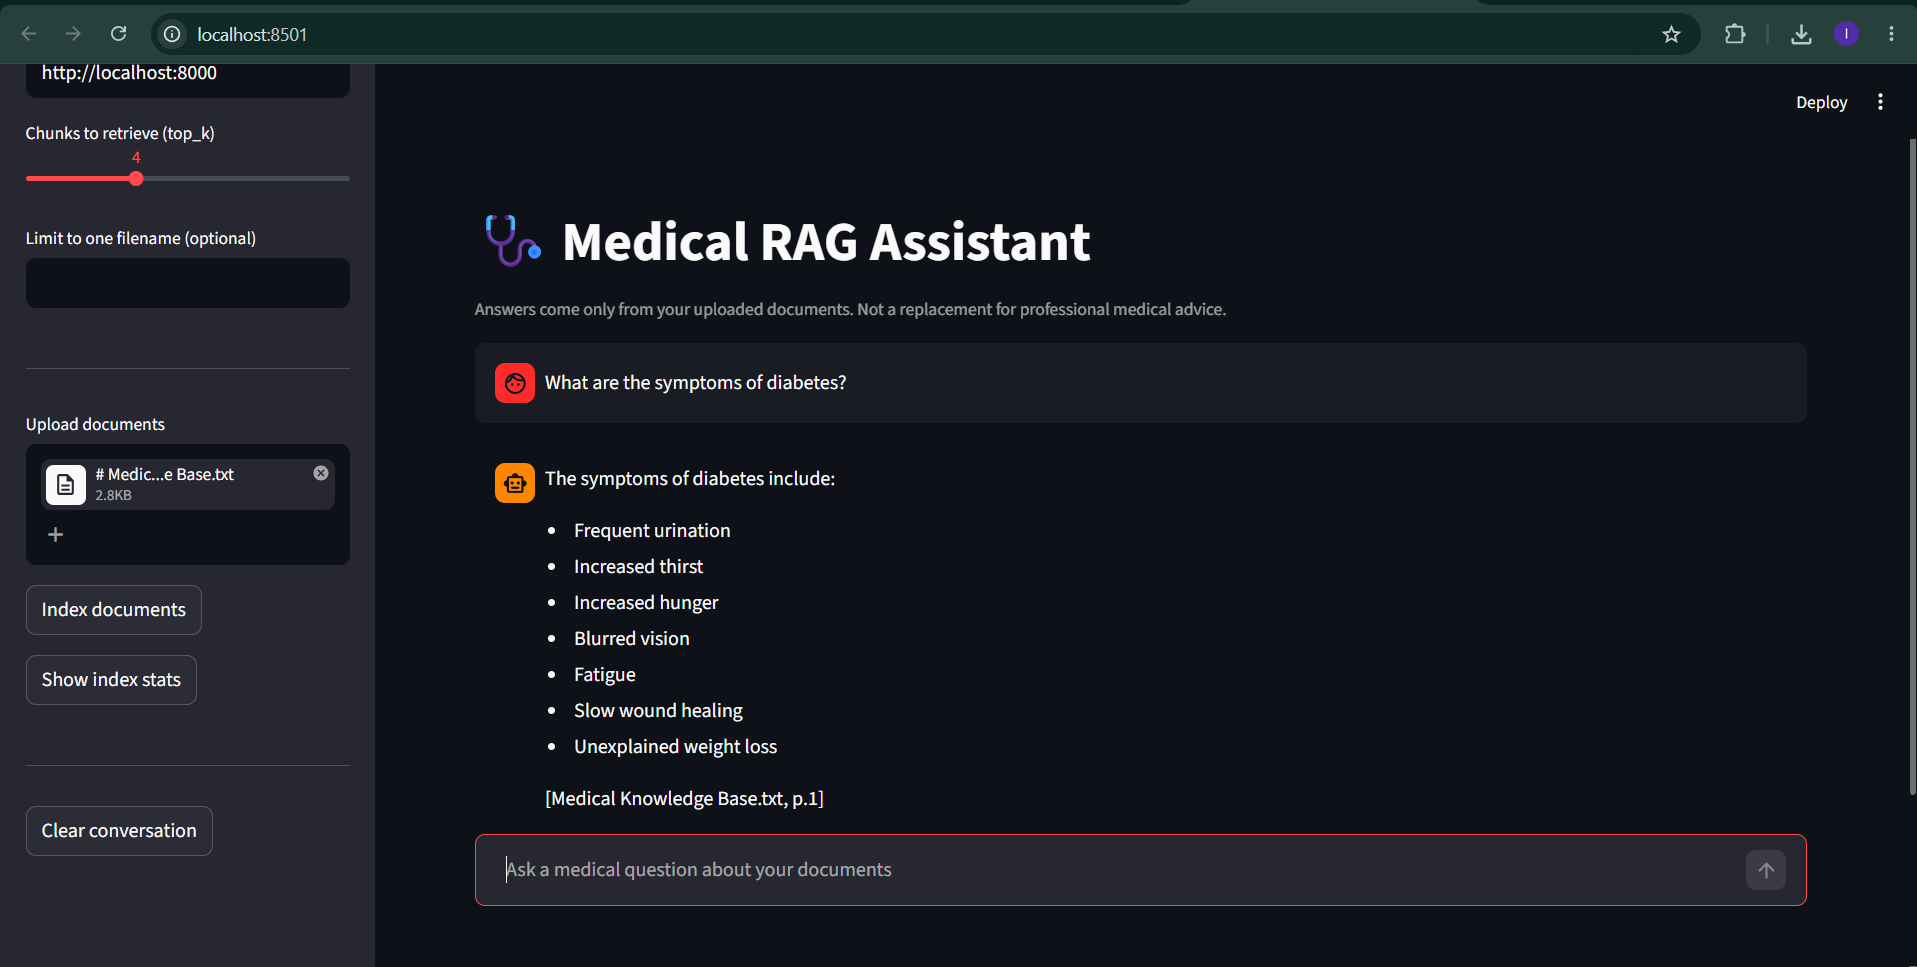 localhost:8501
I
http://localhost:8000
Chunks to retrieve (top_k)
4
Limit to one filename (optional)
Upload documents
# Medic...e Base.txt
2.8KB
Index documents
Show index stats
Clear conversation
Deploy
Medical RAG Assistant
Answers come only from your uploaded documents. Not a replacement for professional medical advice.
What are the symptoms of diabetes?
The symptoms of diabetes include:
• Frequent urination
• Increased thirst
• Increased hunger
• Blurred vision
• Fatigue
• Slow wound healing
• Unexplained weight loss
[Medical Knowledge Base.txt, p.1]
Ask a medical question about your documents